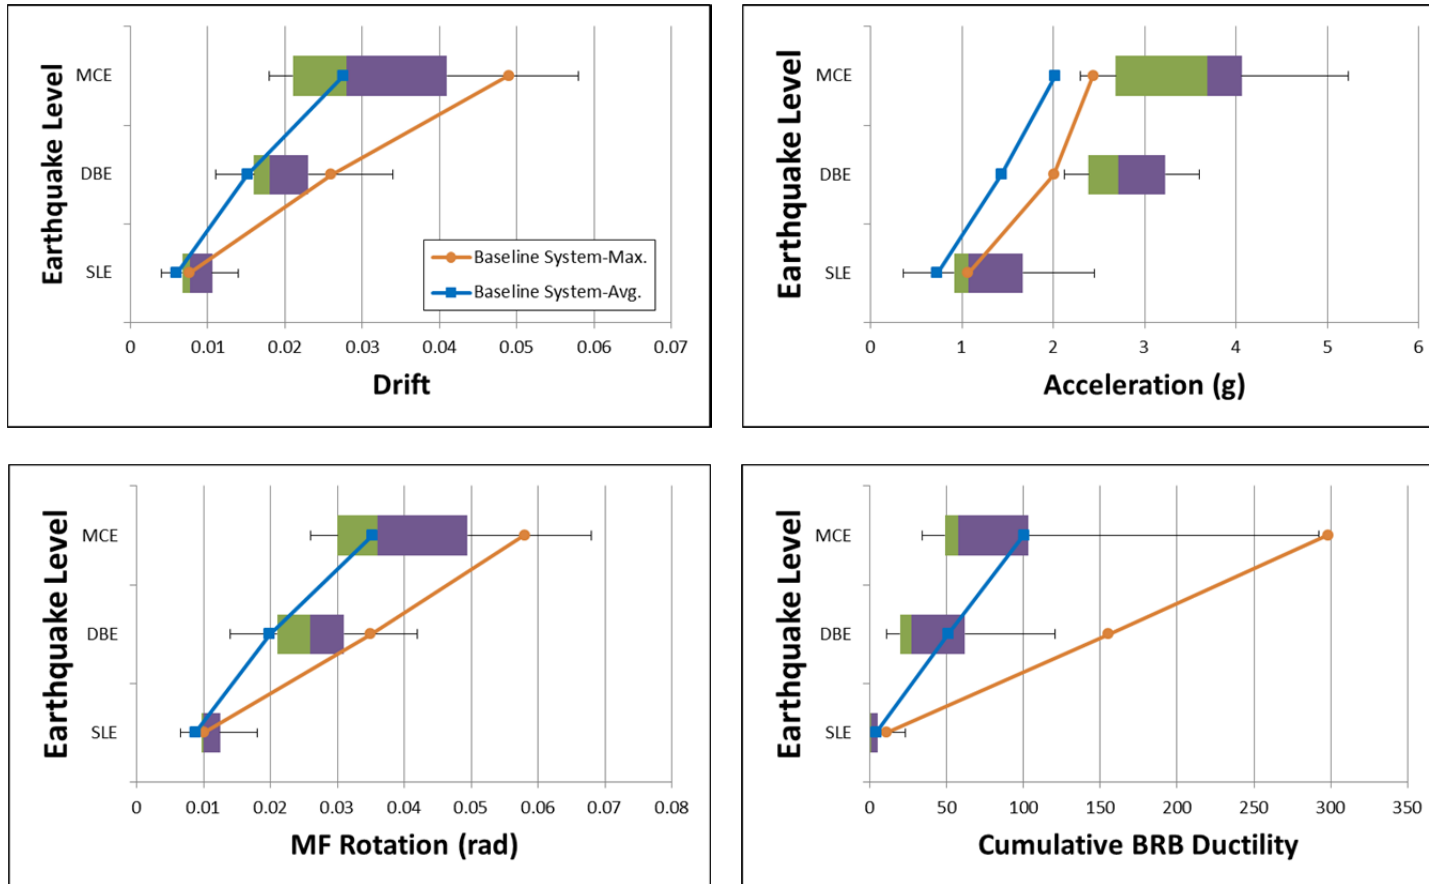 Earthquake Level
MCE
DBE
SLE
Baseline System-Max.
Baseline System-Avg.
0 0.01 0.02 0.03 0.04 0.05 0.06 0.07
Drift
Earthquake Level
MCE
DBE
SLE
0 1 2 3 4 5 6
Acceleration (g)
Earthquake Level
MCE
DBE
SLE
0 0.01 0.02 0.03 0.04 0.05 0.06 0.07 0.08
MF Rotation (rad)
Earthquake Level
MCE
DBE
SLE
0 50 100 150 200 250 300 350
Cumulative BRB Ductility